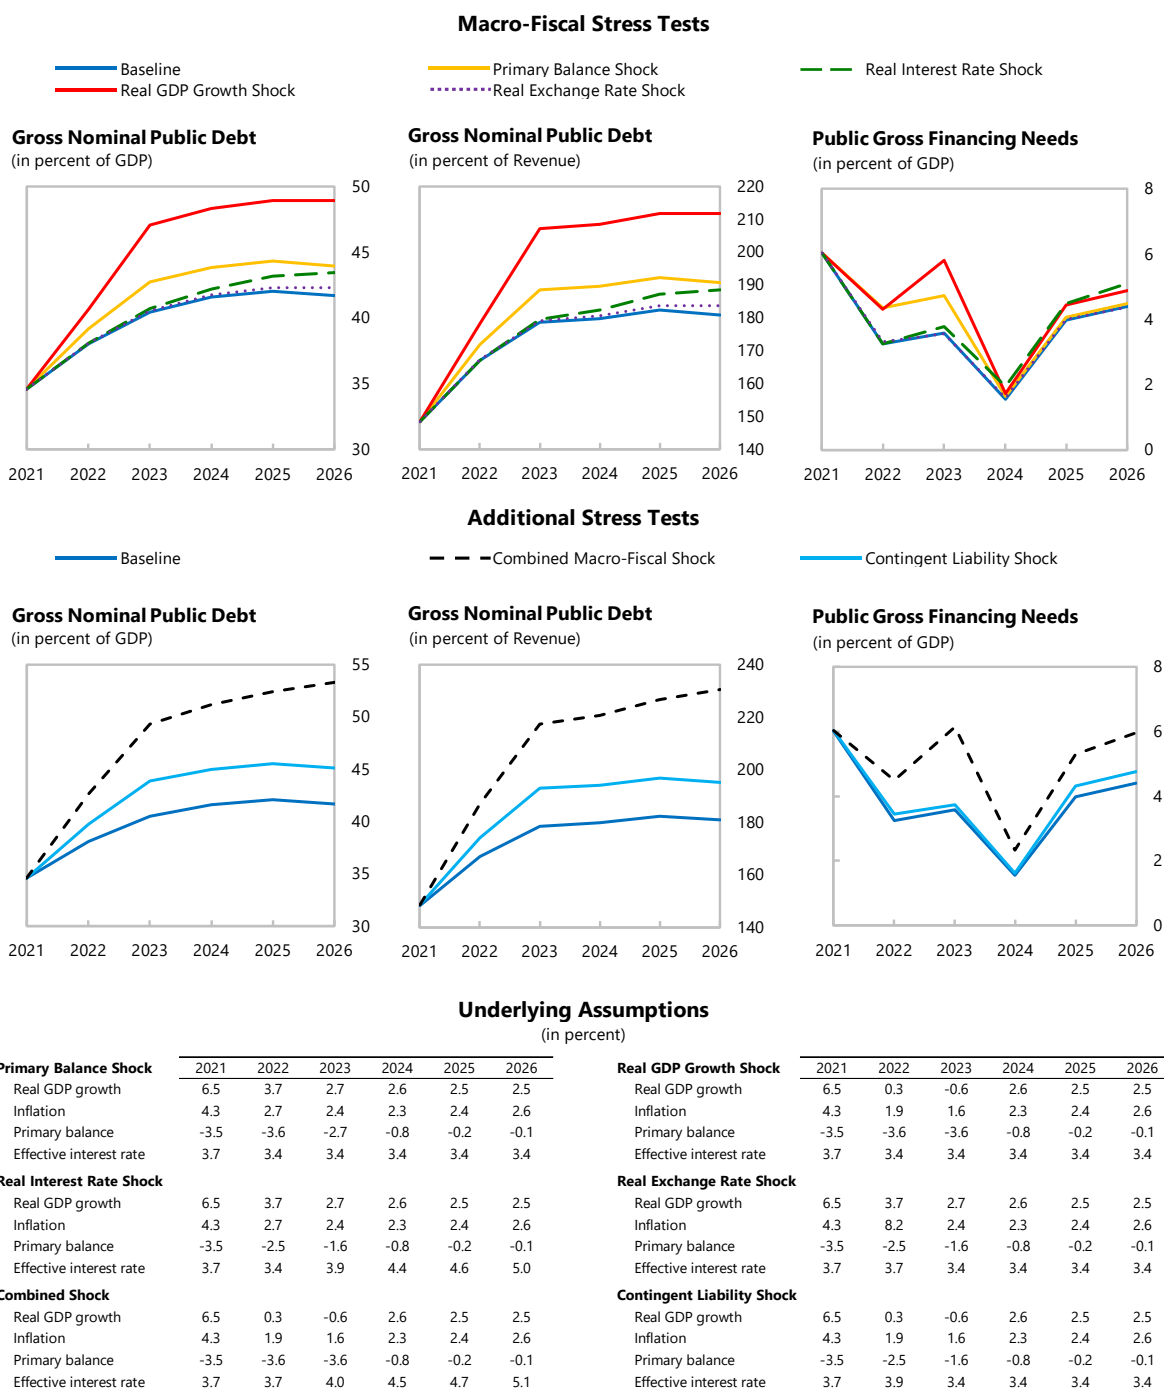 Macro-Fiscal Stress Tests
Baseline
Primary Balance Shock
Real Interest Rate Shock
Real GDP Growth Shock
Real Exchange Rate Shock
Gross Nominal Public Debt
(in percent of GDP)
50
45
40
35
30
2021 2022 2023 2024 2025 2026
Gross Nominal Public Debt
(in percent of Revenue)
220
210
200
190
180
170
160
150
140
2021 2022 2023 2024 2025 2026
Public Gross Financing Needs
(in percent of GDP)
8
6
4
2
0
2021 2022 2023 2024 2025 2026
Additional Stress Tests
Baseline
Combined Macro-Fiscal Shock
Contingent Liability Shock
Gross Nominal Public Debt
(in percent of GDP)
55
50
45
40
35
30
2021 2022 2023 2024 2025 2026
Gross Nominal Public Debt
(in percent of Revenue)
240
220
200
180
160
140
2021 2022 2023 2024 2025 2026
Public Gross Financing Needs
(in percent of GDP)
8
6
4
2
0
2021 2022 2023 2024 2025 2026
Underlying Assumptions
(in percent)
Primary Balance Shock 2021 2022 2023 2024 2025 2026
Real GDP growth 6.5 3.7 2.7 2.6 2.5 2.5
Inflation 4.3 2.7 2.4 2.3 2.4 2.6
Primary balance -3.5 -3.6 -2.7 -0.8 -0.2 -0.1
Effective interest rate 3.7 3.4 3.4 3.4 3.4 3.4
Real Interest Rate Shock
Real GDP growth 6.5 3.7 2.7 2.6 2.5 2.5
Inflation 4.3 2.7 2.4 2.3 2.4 2.6
Primary balance -3.5 -2.5 -1.6 -0.8 -0.2 -0.1
Effective interest rate 3.7 3.4 3.9 4.4 4.6 5.0
Combined Shock
Real GDP growth 6.5 0.3 -0.6 2.6 2.5 2.5
Inflation 4.3 1.9 1.6 2.3 2.4 2.6
Primary balance -3.5 -3.6 -3.6 -0.8 -0.2 -0.1
Effective interest rate 3.7 3.7 4.0 4.5 4.7 5.1
Real GDP Growth Shock 2021 2022 2023 2024 2025 2026
Real GDP growth 6.5 0.3 -0.6 2.6 2.5 2.5
Inflation 4.3 1.9 1.6 2.3 2.4 2.6
Primary balance -3.5 -3.6 -3.6 -0.8 -0.2 -0.1
Effective interest rate 3.7 3.4 3.4 3.4 3.4 3.4
Real Exchange Rate Shock
Real GDP growth 6.5 3.7 2.7 2.6 2.5 2.5
Inflation 4.3 8.2 2.4 2.3 2.4 2.6
Primary balance -3.5 -2.5 -1.6 -0.8 -0.2 -0.1
Effective interest rate 3.7 3.7 3.4 3.4 3.4 3.4
Contingent Liability Shock
Real GDP growth 6.5 0.3 -0.6 2.6 2.5 2.5
Inflation 4.3 1.9 1.6 2.3 2.4 2.6
Primary balance -3.5 -2.5 -1.6 -0.8 -0.2 -0.1
Effective interest rate 3.7 3.9 3.4 3.4 3.4 3.4